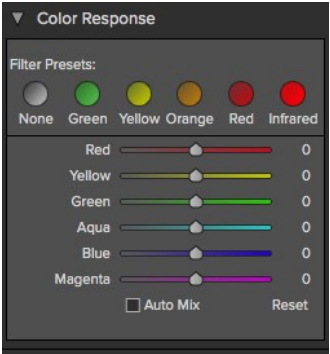 Color Response
Filter Presets:
None Green Yellow Orange Red Infrared
Red 0
Yellow 0
Green 0
Aqua 0
Blue 0
Magenta 0
Auto Mix Reset